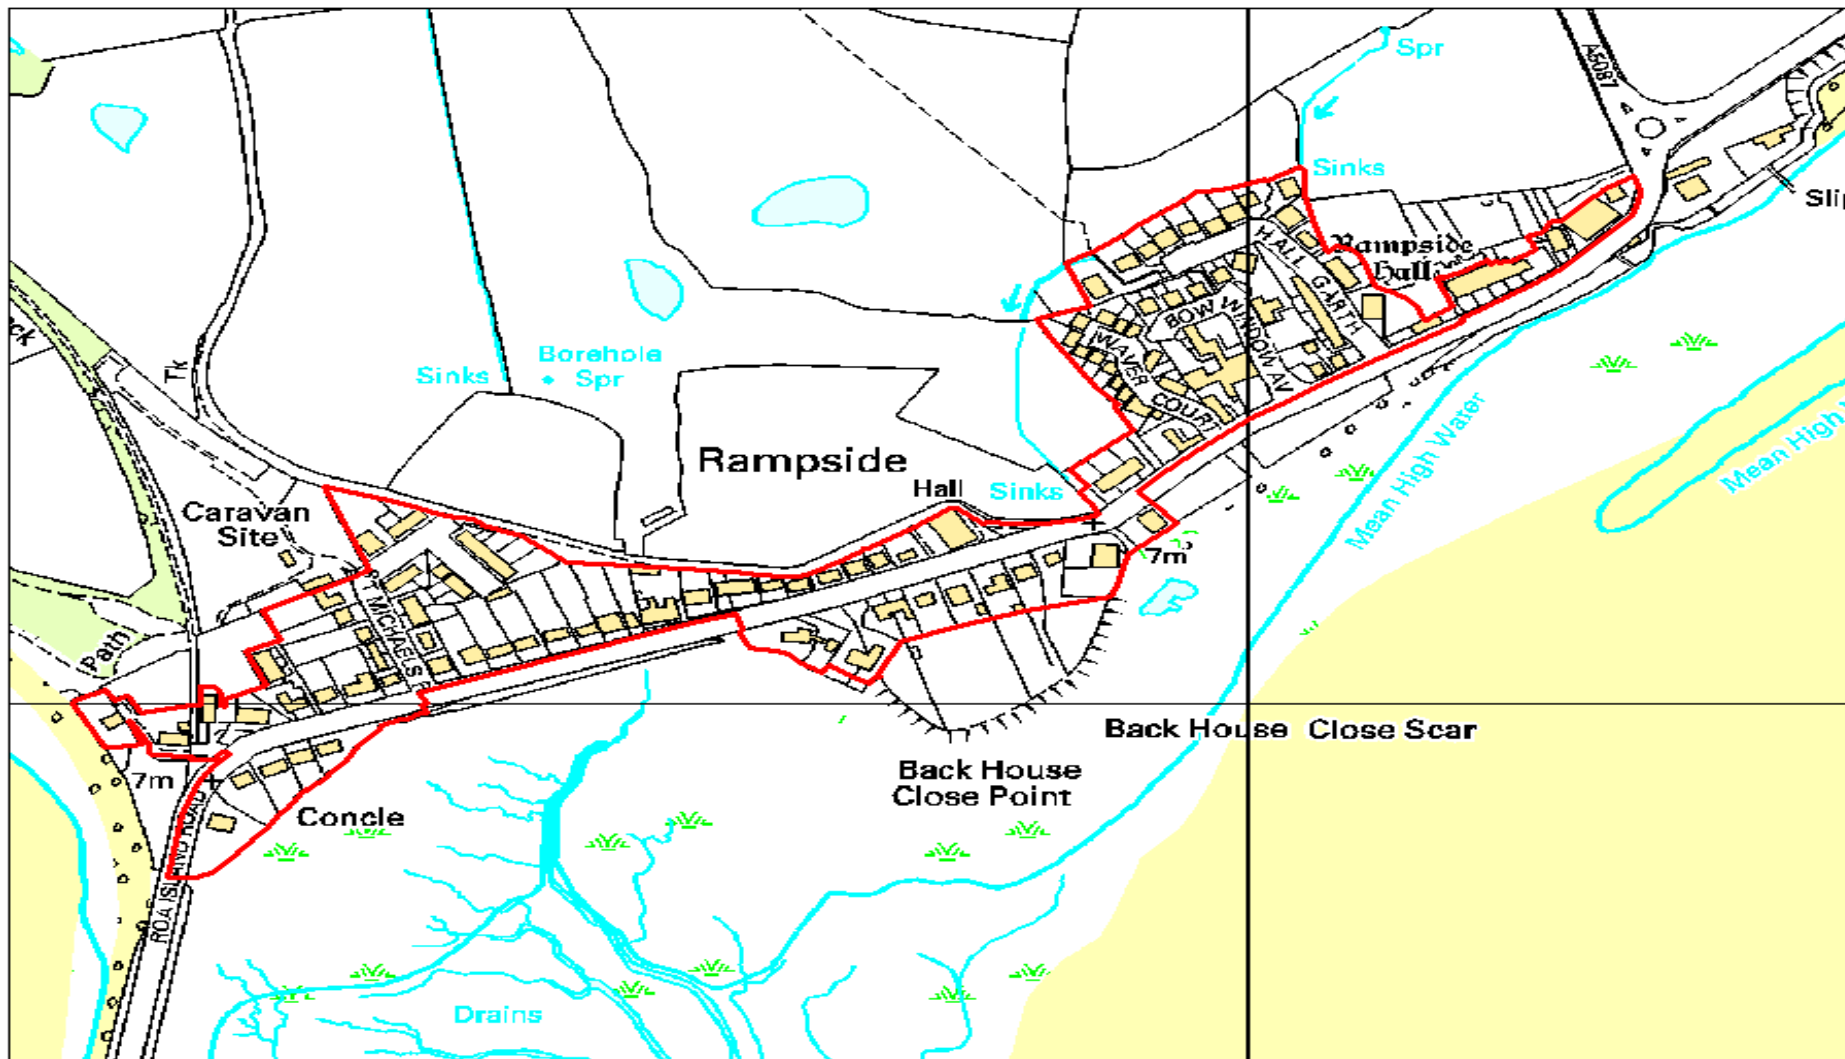 Spr
A5087
Sinks
Slip
Rampside
Hall
HALL GARTH
BOW WINDOW AV
WAVER COURT
Tk
Borehole
Sinks
Spr
Rampside
Hall
Sinks
Mean High Water
Mean High
Caravan
Site
7m
Path
MICHAELS
Back House Close Scar
Back House
Close Point
7m
Concle
ROA ISLAND ROAD
Drains